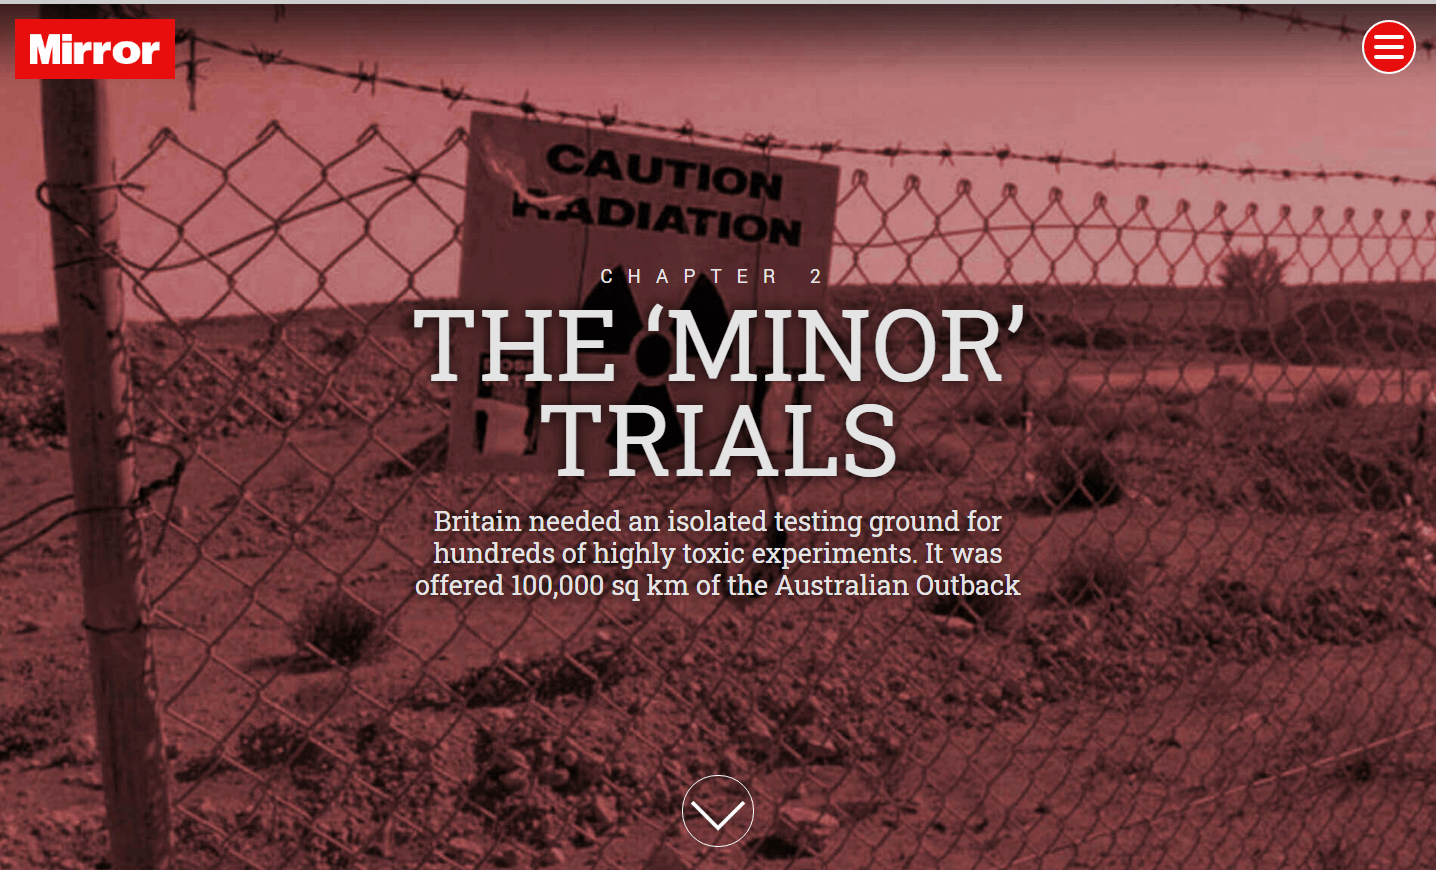 Mirror
CAUTION
RADIATION
CHAPTER 2
THE ‘MINOR’
TRIALS
Britain needed an isolated testing ground for
hundreds of highly toxic experiments. It was
offered 100,000 sq km of the Australian Outback